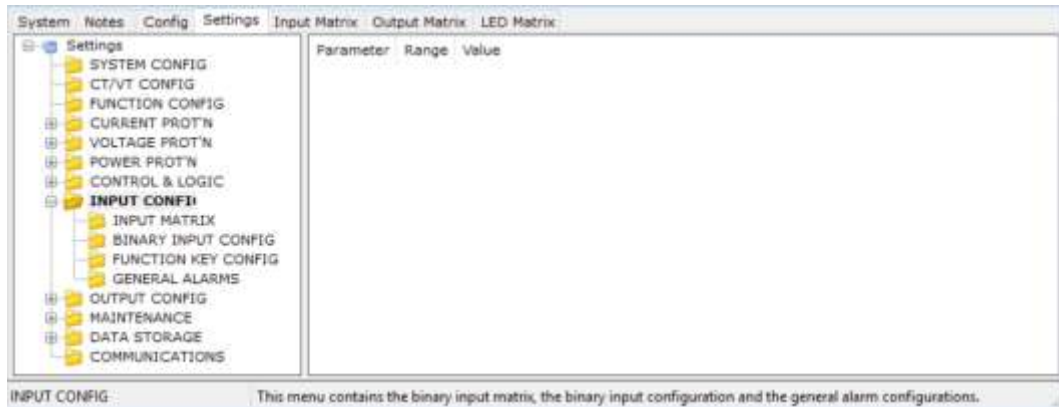 System Notes Config Settings Input Matrix Output Matrix LED Matrix
Settings
SYSTEM CONFIG
CT/VT CONFIG
FUNCTION CONFIG
CURRENT PROT'N
VOLTAGE PROT'N
POWER PROT'N
CONTROL & LOGIC
INPUT CONFI
INPUT MATRIX
BINARY INPUT CONFIG
FUNCTION KEY CONFIG
GENERAL ALARMS
OUTPUT CONFIG
MAINTENANCE
DATA STORAGE
COMMUNICATIONS
Parameter Range Value
INPUT CONFIG This menu contains the binary input matrix, the binary input configuration and the general alarm configurations.